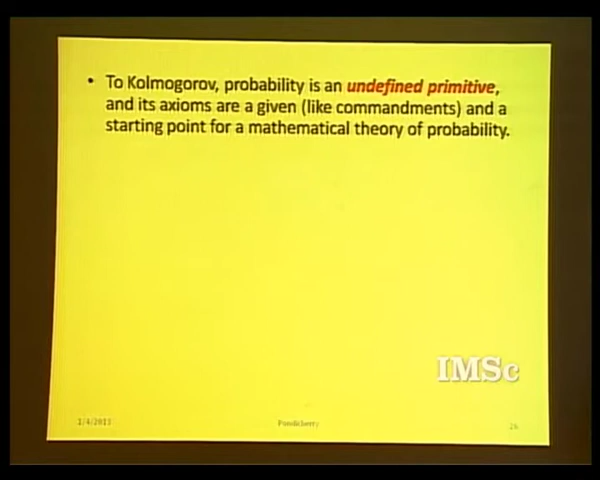 • To Kolmogorov, probability is an undefined primitive,
and its axioms are a given (like commandments) and a
starting point for a mathematical theory of probability.
IMSc
Pondicherry
26